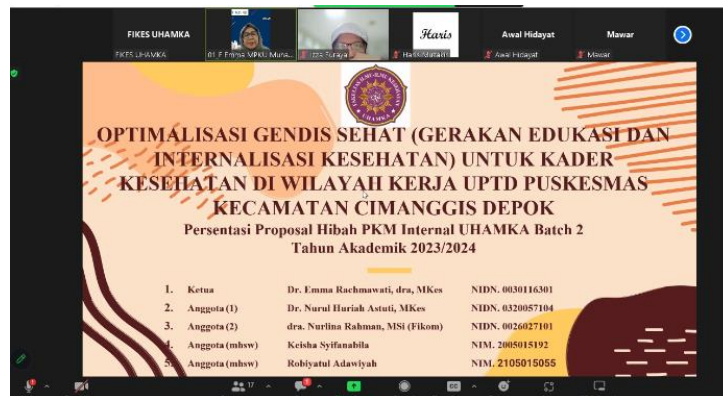 FIKES UHAMKA
Haris
Awal Hidayat
Mawar
FIKES UHAMKA
Awal Hidayat
Mawar
OPTIMALISASI GENDIS SEHAT (GERAKAN EDUKASI DAN
INTERNALISASI KESEHATAN) UNTUK KADER
KESEHATAN DI WILAYAH KERJA UPTD PUSKESMAS
KECAMATAN CIMANGGIS DEPOK
Persentasi Proposal Hibah PKM Internal UHAMKA Batch 2
Tahun Akademik 2023/2024
1. Ketua Dr. Emma Rachmawati, dra, MKes NIDN. 0030116301
2. Anggota (1) Dr. Nurul Huriah Astuti, MKes NIDN. 0320057104
3. Anggota (2) dra. Nurlina Rahman, MSi (Fikom) NIDN. 0026027101
4. Anggota (mhsw) Keisha Syifanabila NIM. 2005015192
5. Anggota (mhsw) Robiyatul Adawiyah NIM. 2105015055
17